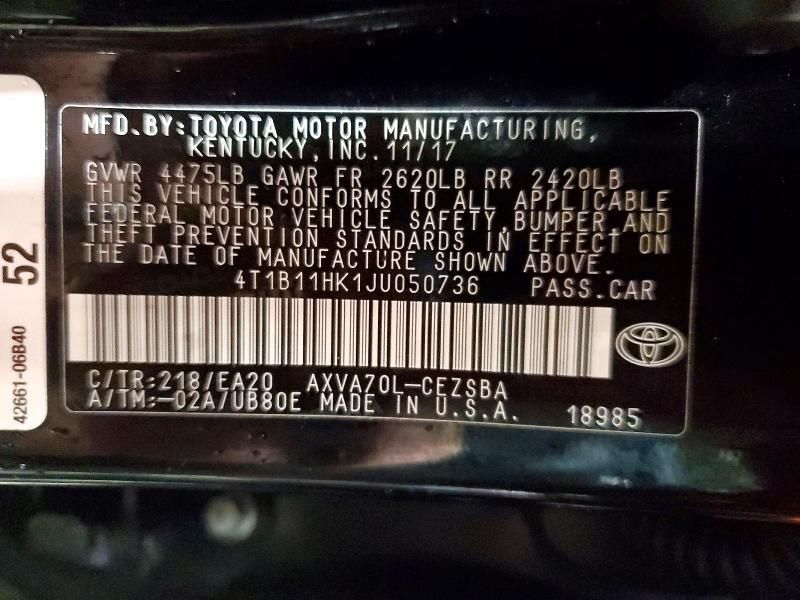 MFD.BY:TOYOTA MOTOR MANUFACTURING,
KENTUCKY,INC. 11/17
GVWR 4475LB GAWR FR 2620LB RR 2420LB
THIS VEHICLE CONFORMS TO ALL APPLICABLE
FEDERAL MOTOR VEHICLE SAFETY,BUMPER,AND
THEFT PREVENTION STANDARDS IN EFFECT ON
THE DATE OF MANUFACTURE SHOWN ABOVE.
4T1B11HK1JU050736 PASS.CAR
C/TR:218/EA20 AXVA70L-CEZSBA
A/TM:-02A/UB80E MADE IN U.S.A. 18985
52
42661-06B40